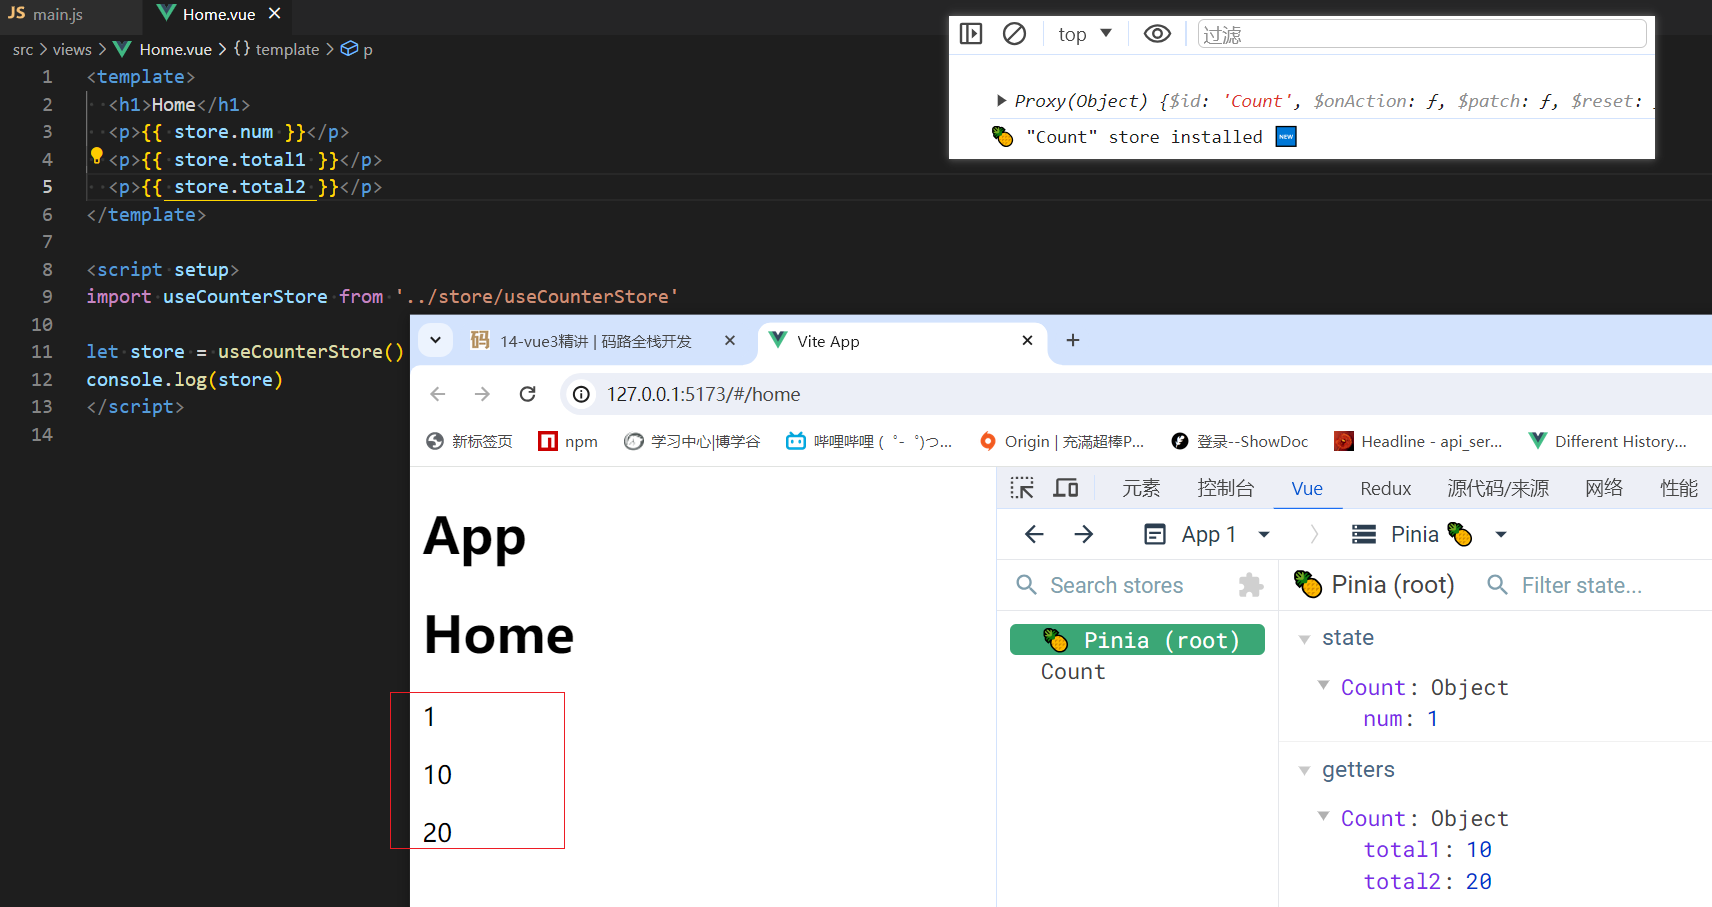 JS main.js
Home.vue
src > views > Home.vue > {} template > p
1 <template>
2 <h1>Home</h1>
3 <p>{{ store.num }}</p>
4 <p>{{ store.total1 }}</p>
5 <p>{{ store.total2 }}</p>
6 </template>
7
8 <script setup>
9 import useCounterStore from '../store/useCounterStore'
10
11 let store = useCounterStore()
12 console.log(store)
13 </script>
14
top
过滤
Proxy(Object) {$id: 'Count', $onAction: ƒ, $patch: ƒ, $reset:
"Count" store installed NEW
码 14-vue3精讲 | 码路全栈开发
Vite App
127.0.0.1:5173/#/home
新标签页
npm
学习中心|博学谷
哔哩哔哩 ( ゜- ゜)つ...
Origin | 充满超棒P...
登录--ShowDoc
Headline - api_ser...
Different History...
App
Home
1
10
20
元素 控制台 Vue Redux 源代码/来源 网络 性能
App 1
Pinia
Search stores
Pinia (root)
Count
Pinia (root)
Filter state...
state
Count: Object
num: 1
getters
Count: Object
total1: 10
total2: 20